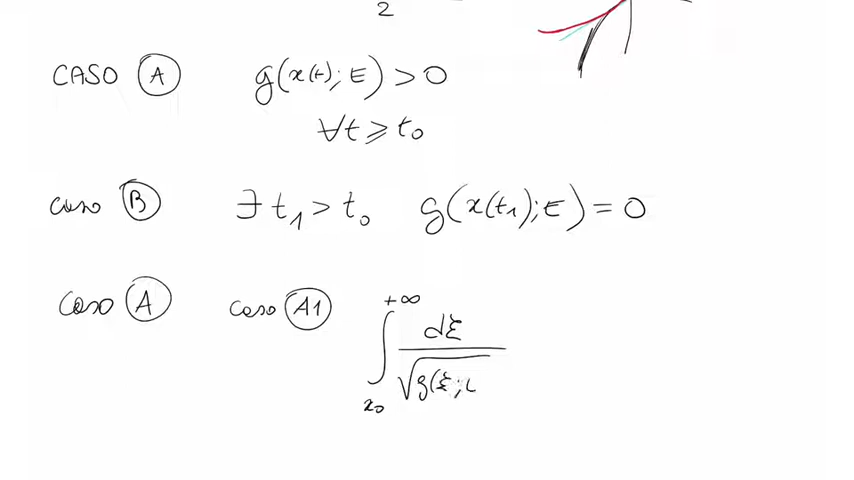 2
CASO A g(x(t);E)>0
∀t⩾t₀
caso B ∃ t₁>t₀ g(x(t₁);E)=0
caso A caso A1 ∫_{x₀}^{+∞} dξ/√g(ξ;